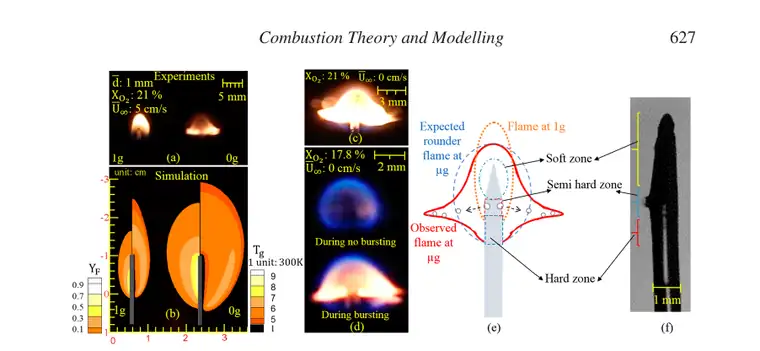 Combustion Theory and Modelling 627
Experiments
d: 1 mm
X_O₂: 21 %
U∞: 5 cm/s
5 mm
1g (a) 0g
unit: cm Simulation
-3
-2
-1
0
1
0 1 2 3
Y_F
0.9
0.7
0.5
0.3
0.1
1g (b) 0g
T_g
1 unit: 300K
9
8
7
6
5
1
X_O₂: 21 % U∞: 0 cm/s
3 mm
(c)
X_O₂: 17.8 %
U∞: 0 cm/s 2 mm
During no bursting
During bursting
(d)
Expected
rounder
flame at
µg
Flame at 1g
Soft zone
Semi hard zone
Observed
flame at
µg
Hard zone
(e)
1 mm
(f)